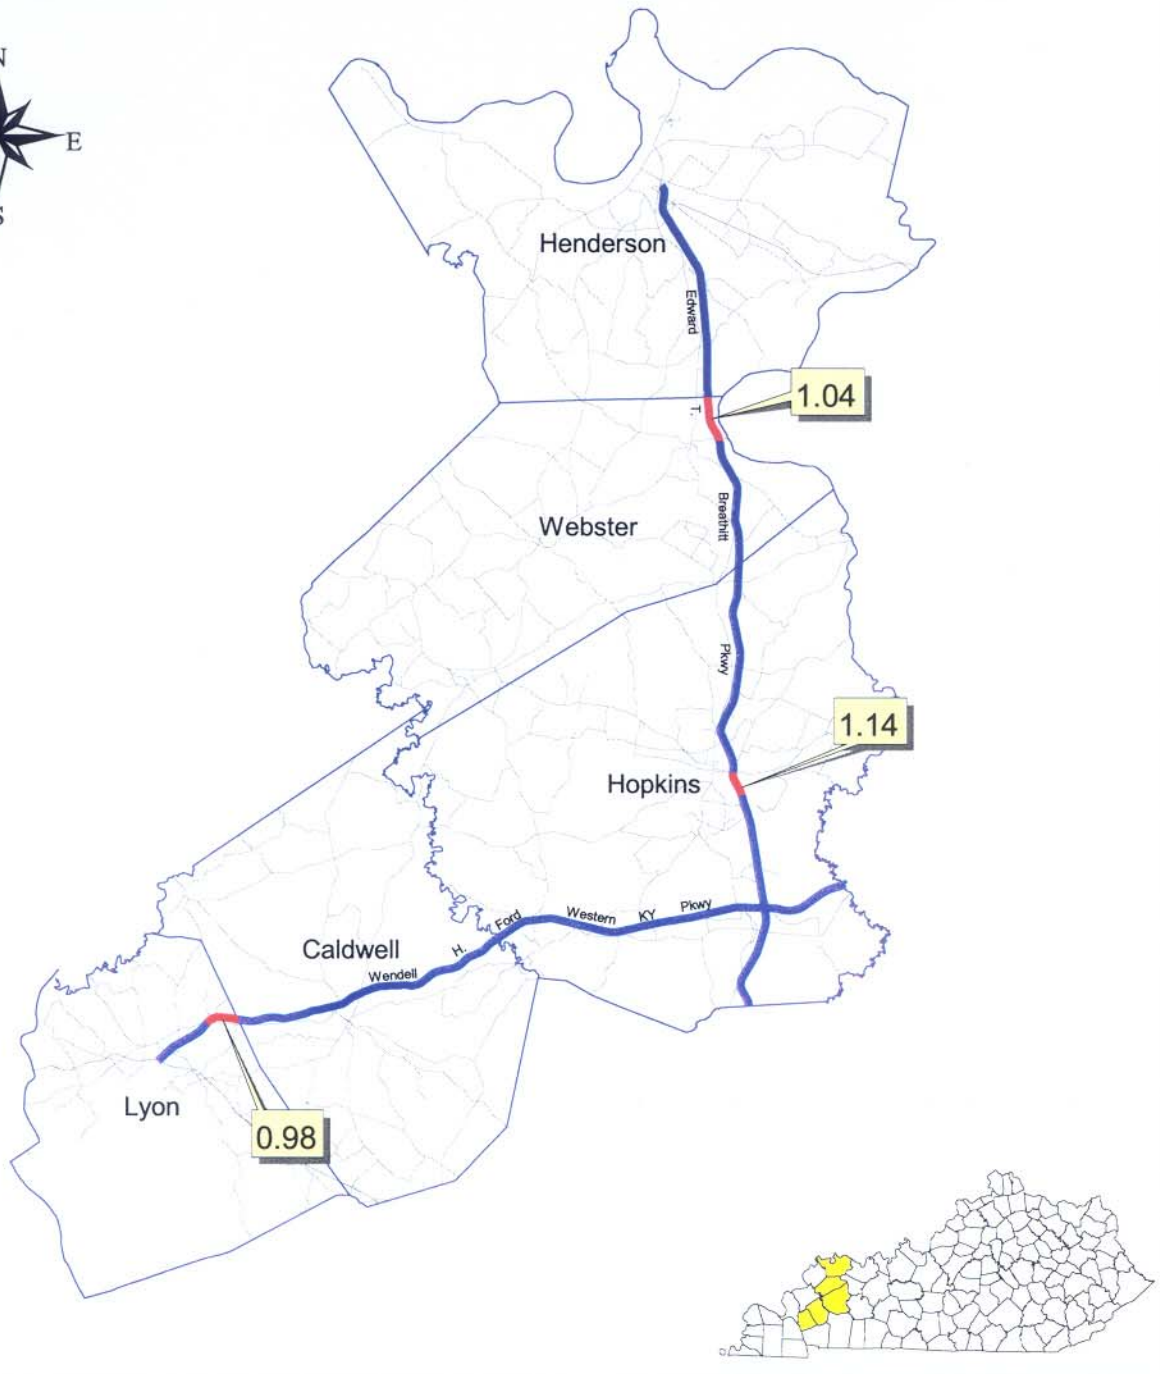 N
E
S
Henderson
Edward
1.04
T.
Breathitt
Webster
Pkwy
1.14
Hopkins
Pkwy
KY
Western
Ford
H.
Caldwell
Wendell
Lyon
0.98